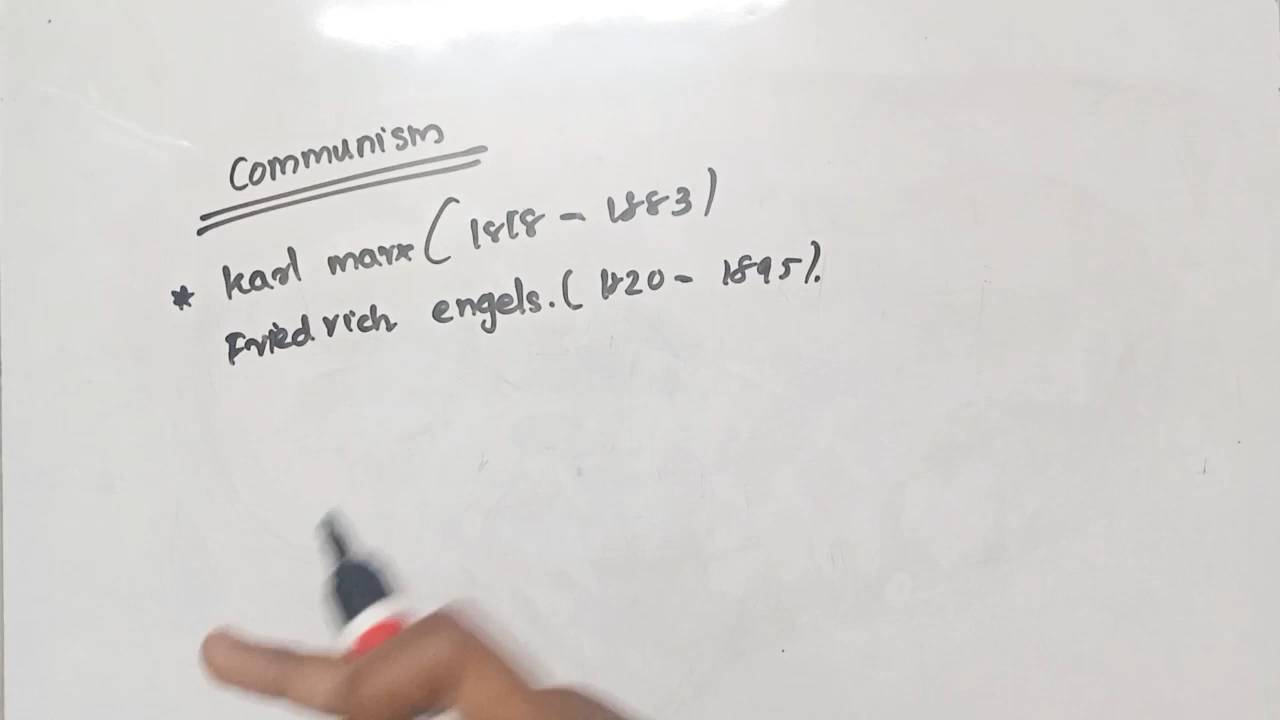 Communism
* karl marx (1818 - 1883)
Friedrich engels. (1820 - 1895).